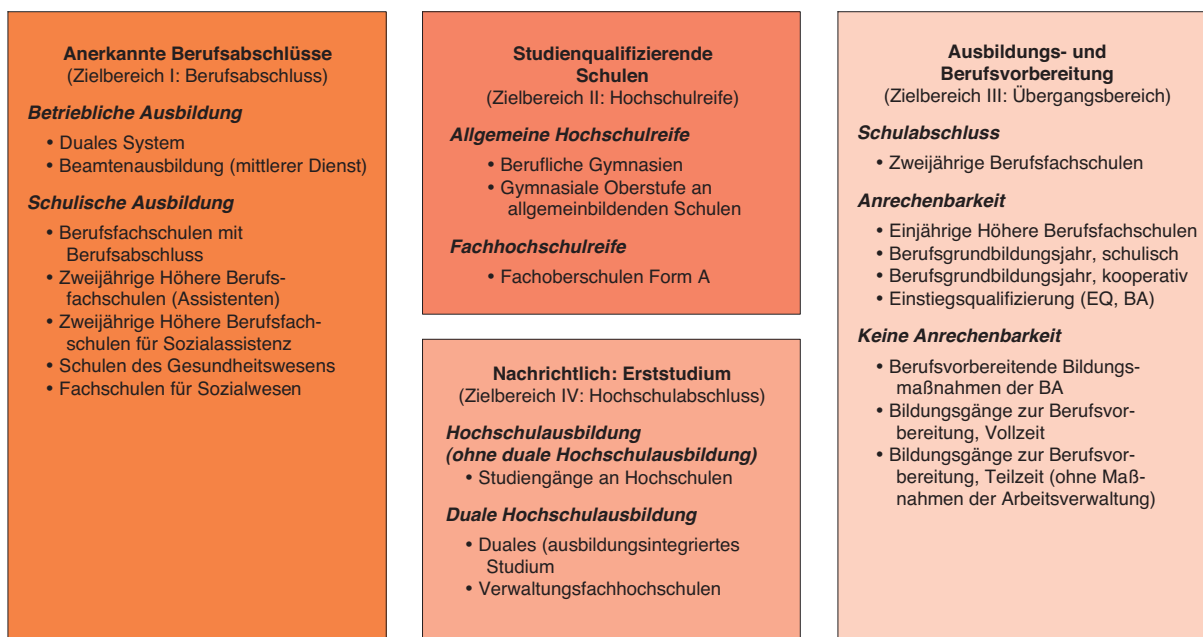 Anerkannte Berufsabschlüsse
(Zielbereich I: Berufsabschluss)
Betriebliche Ausbildung
• Duales System
• Beamtenausbildung (mittlerer Dienst)
Schulische Ausbildung
• Berufsfachschulen mit
Berufsabschluss
• Zweijährige Höhere Berufs-
fachschulen (Assistenten)
• Zweijährige Höhere Berufsfach-
schulen für Sozialassistenz
• Schulen des Gesundheitswesens
• Fachschulen für Sozialwesen
Studienqualifizierende
Schulen
(Zielbereich II: Hochschulreife)
Allgemeine Hochschulreife
• Berufliche Gymnasien
• Gymnasiale Oberstufe an
allgemeinbildenden Schulen
Fachhochschulreife
• Fachoberschulen Form A
Nachrichtlich: Erststudium
(Zielbereich IV: Hochschulabschluss)
Hochschulausbildung
(ohne duale Hochschulausbildung)
• Studiengänge an Hochschulen
Duale Hochschulausbildung
• Duales (ausbildungsintegriertes
Studium
• Verwaltungsfachhochschulen
Ausbildungs- und
Berufsvorbereitung
(Zielbereich III: Übergangsbereich)
Schulabschluss
• Zweijährige Berufsfachschulen
Anrechenbarkeit
• Einjährige Höhere Berufsfachschulen
• Berufsgrundbildungsjahr, schulisch
• Berufsgrundbildungsjahr, kooperativ
• Einstiegsqualifizierung (EQ, BA)
Keine Anrechenbarkeit
• Berufsvorbereitende Bildungs-
maßnahmen der BA
• Bildungsgänge zur Berufsvor-
bereitung, Vollzeit
• Bildungsgänge zur Berufsvor-
bereitung, Teilzeit (ohne Maß-
nahmen der Arbeitsverwaltung)